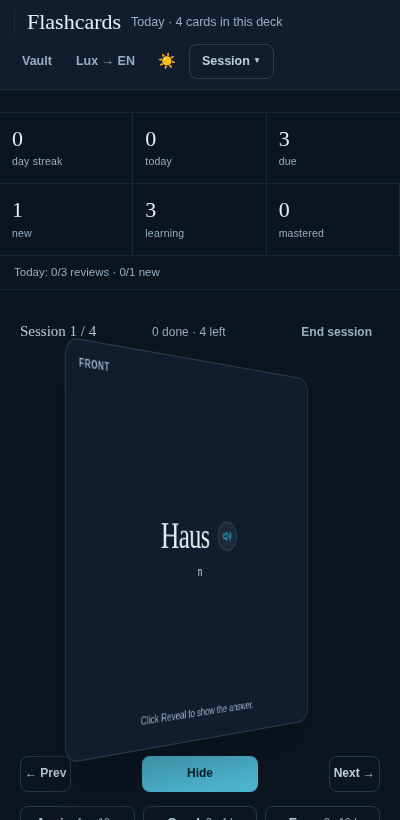 Flashcards Today · 4 cards in this deck
Vault Lux → EN ☀️ Session ▾
0 0 3
day streak today due
1 3 0
new learning mastered
Today: 0/3 reviews · 0/1 new
Session 1 / 4 0 done · 4 left End session
FRONT
Haus
n
Click Reveal to show the answer.
← Prev Hide Next →